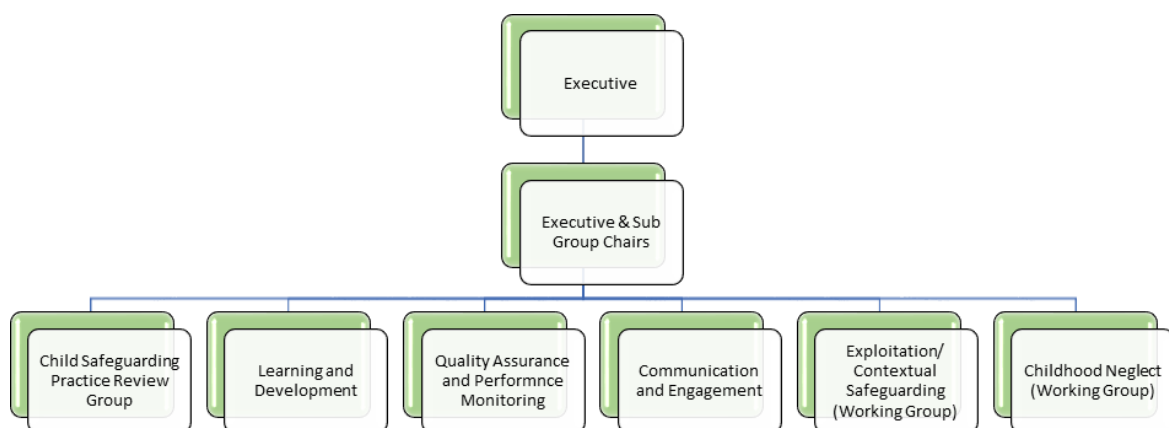 Executive
Executive & Sub
Group Chairs
Child Safeguarding
Practice Review
Group
Learning and
Development
Quality Assurance
and Performnce
Monitoring
Communication
and Engagement
Exploitation/
Contextual
Safeguarding
(Working Group)
Childhood Neglect
(Working Group)